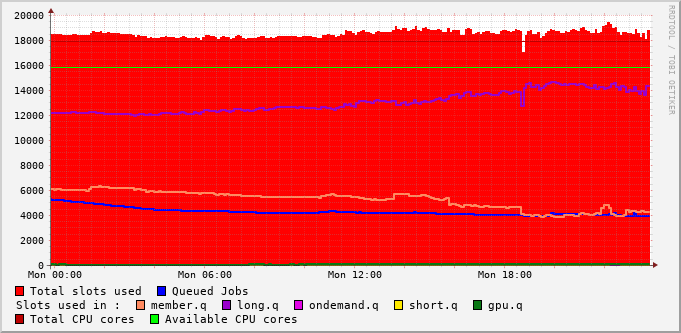 20000
18000
16000
14000
12000
10000
8000
6000
4000
2000
0
Mon 00:00 Mon 06:00 Mon 12:00 Mon 18:00
Total slots used Queued Jobs
Slots used in : member.q long.q ondemand.q short.q gpu.q
Total CPU cores Available CPU cores
RRDTOOL / TOBI OETIKER